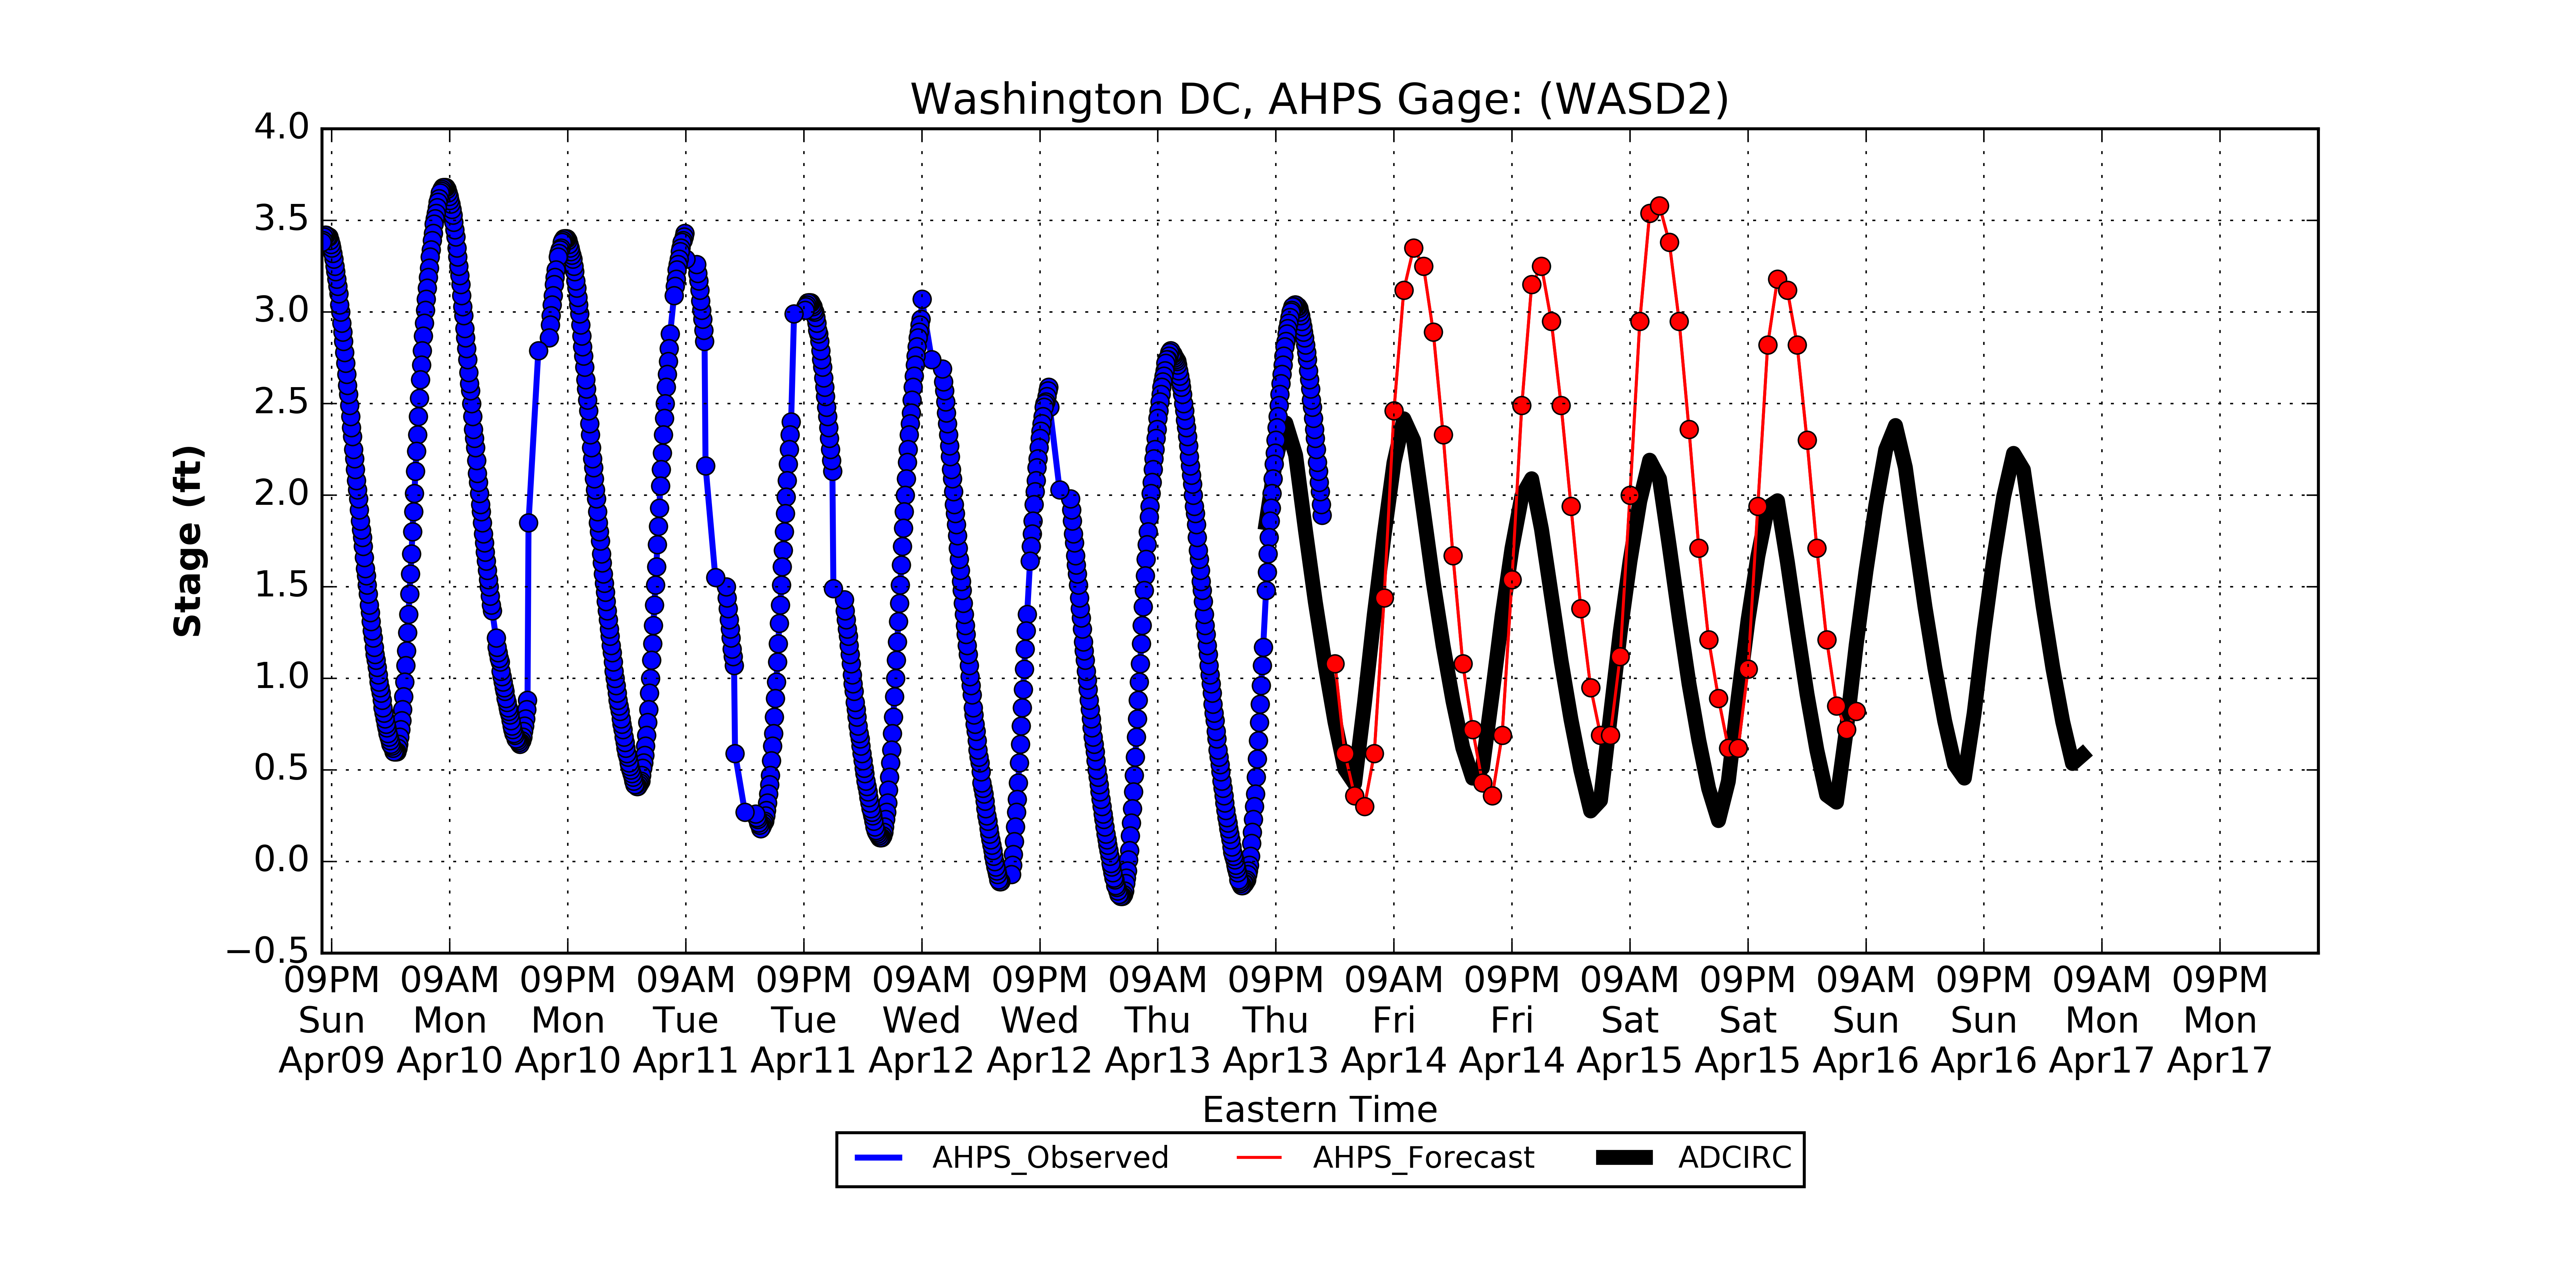 Washington DC, AHPS Gage: (WASD2)
4.0
3.5
3.0
2.5
2.0
1.5
1.0
0.5
0.0
−0.5
Stage (ft)
09PM 09AM 09PM 09AM 09PM 09AM 09PM 09AM 09PM 09AM 09PM 09AM 09PM 09AM 09PM 09AM 09PM
Sun Mon Mon Tue Tue Wed Wed Thu Thu Fri Fri Sat Sat Sun Sun Mon Mon
Apr09 Apr10 Apr10 Apr11 Apr11 Apr12 Apr12 Apr13 Apr13 Apr14 Apr14 Apr15 Apr15 Apr16 Apr16 Apr17 Apr17
Eastern Time
AHPS_Observed AHPS_Forecast ADCIRC